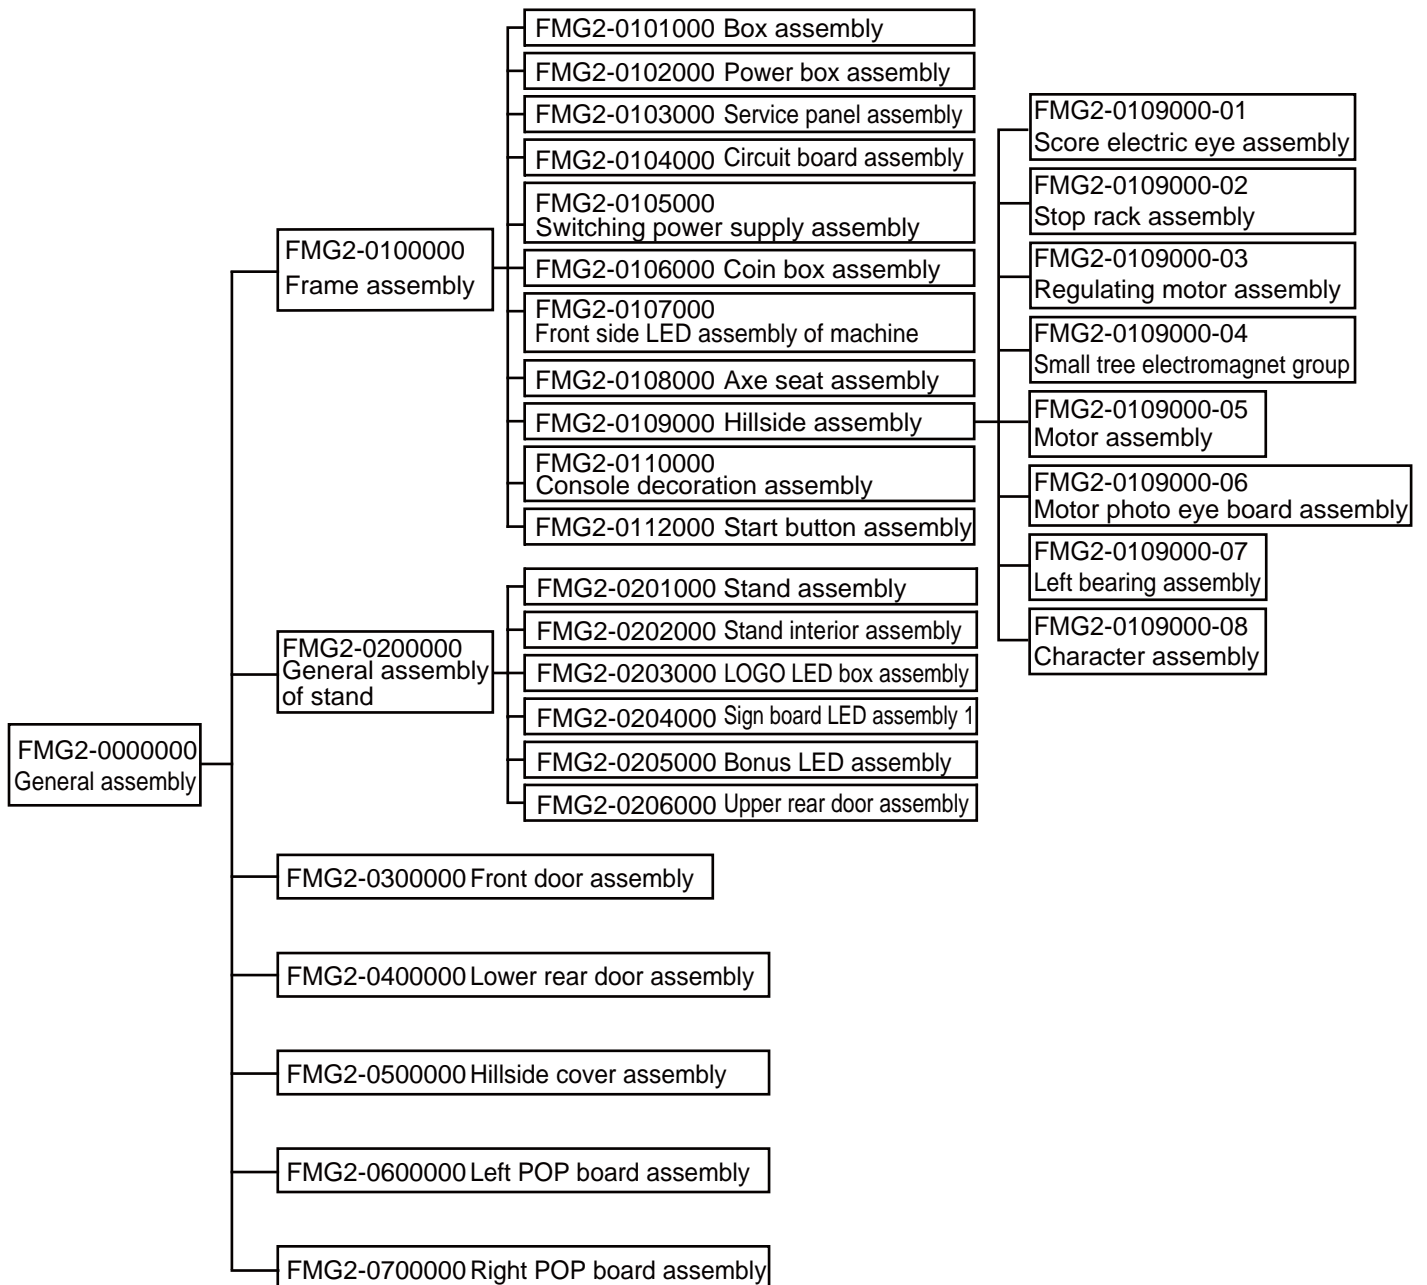 FMG2-0000000
General assembly
FMG2-0100000
Frame assembly
FMG2-0101000 Box assembly
FMG2-0102000 Power box assembly
FMG2-0103000 Service panel assembly
FMG2-0104000 Circuit board assembly
FMG2-0105000
Switching power supply assembly
FMG2-0106000 Coin box assembly
FMG2-0107000
Front side LED assembly of machine
FMG2-0108000 Axe seat assembly
FMG2-0109000 Hillside assembly
FMG2-0110000
Console decoration assembly
FMG2-0112000 Start button assembly
FMG2-0109000-01
Score electric eye assembly
FMG2-0109000-02
Stop rack assembly
FMG2-0109000-03
Regulating motor assembly
FMG2-0109000-04
Small tree electromagnet group
FMG2-0109000-05
Motor assembly
FMG2-0109000-06
Motor photo eye board assembly
FMG2-0109000-07
Left bearing assembly
FMG2-0109000-08
Character assembly
FMG2-0200000
General assembly
of stand
FMG2-0201000 Stand assembly
FMG2-0202000 Stand interior assembly
FMG2-0203000 LOGO LED box assembly
FMG2-0204000 Sign board LED assembly 1
FMG2-0205000 Bonus LED assembly
FMG2-0206000 Upper rear door assembly
FMG2-0300000 Front door assembly
FMG2-0400000 Lower rear door assembly
FMG2-0500000 Hillside cover assembly
FMG2-0600000 Left POP board assembly
FMG2-0700000 Right POP board assembly